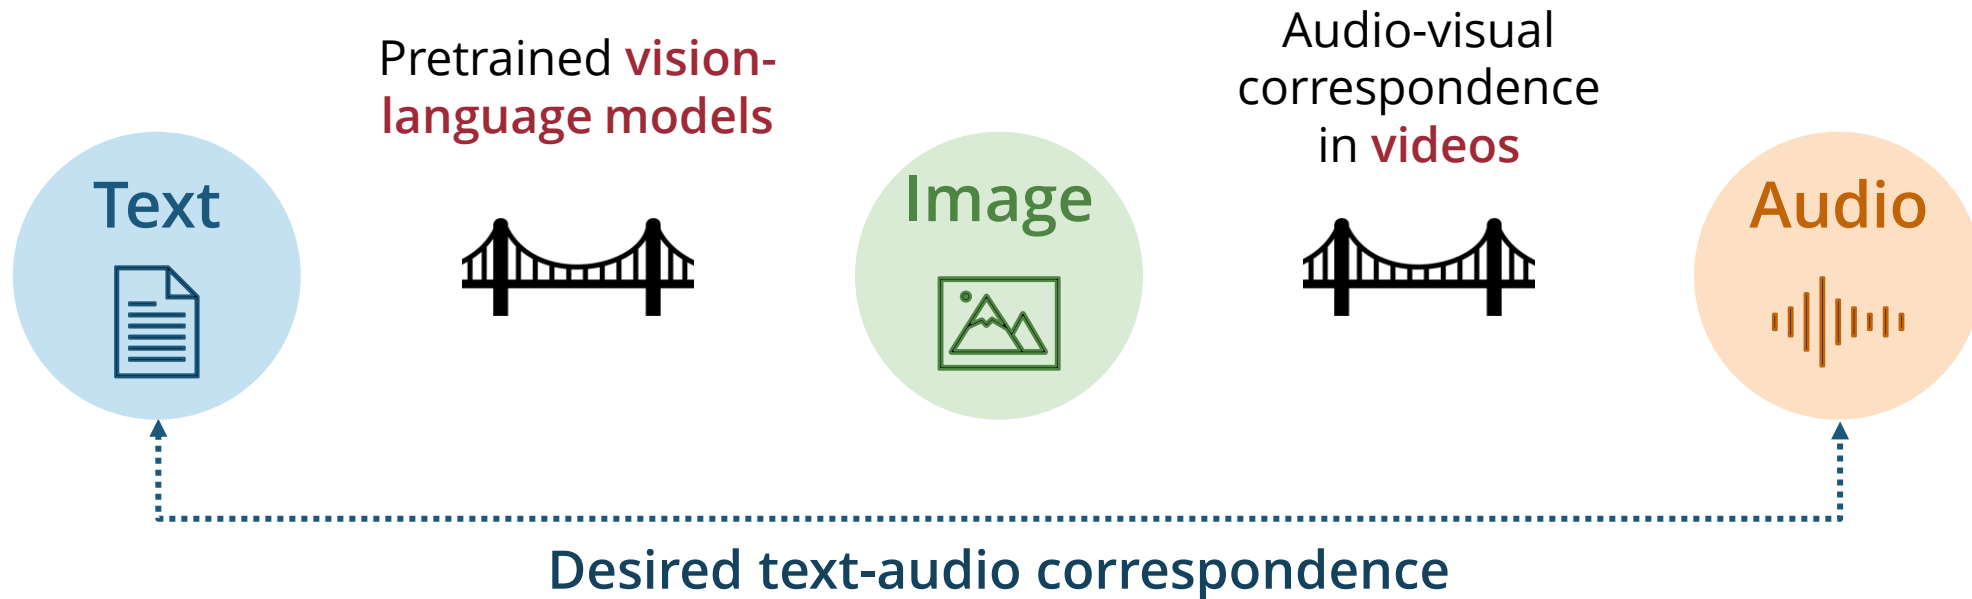 Pretrained vision-
language models
Audio-visual
correspondence
in videos
Text
Image
Audio
Desired text-audio correspondence